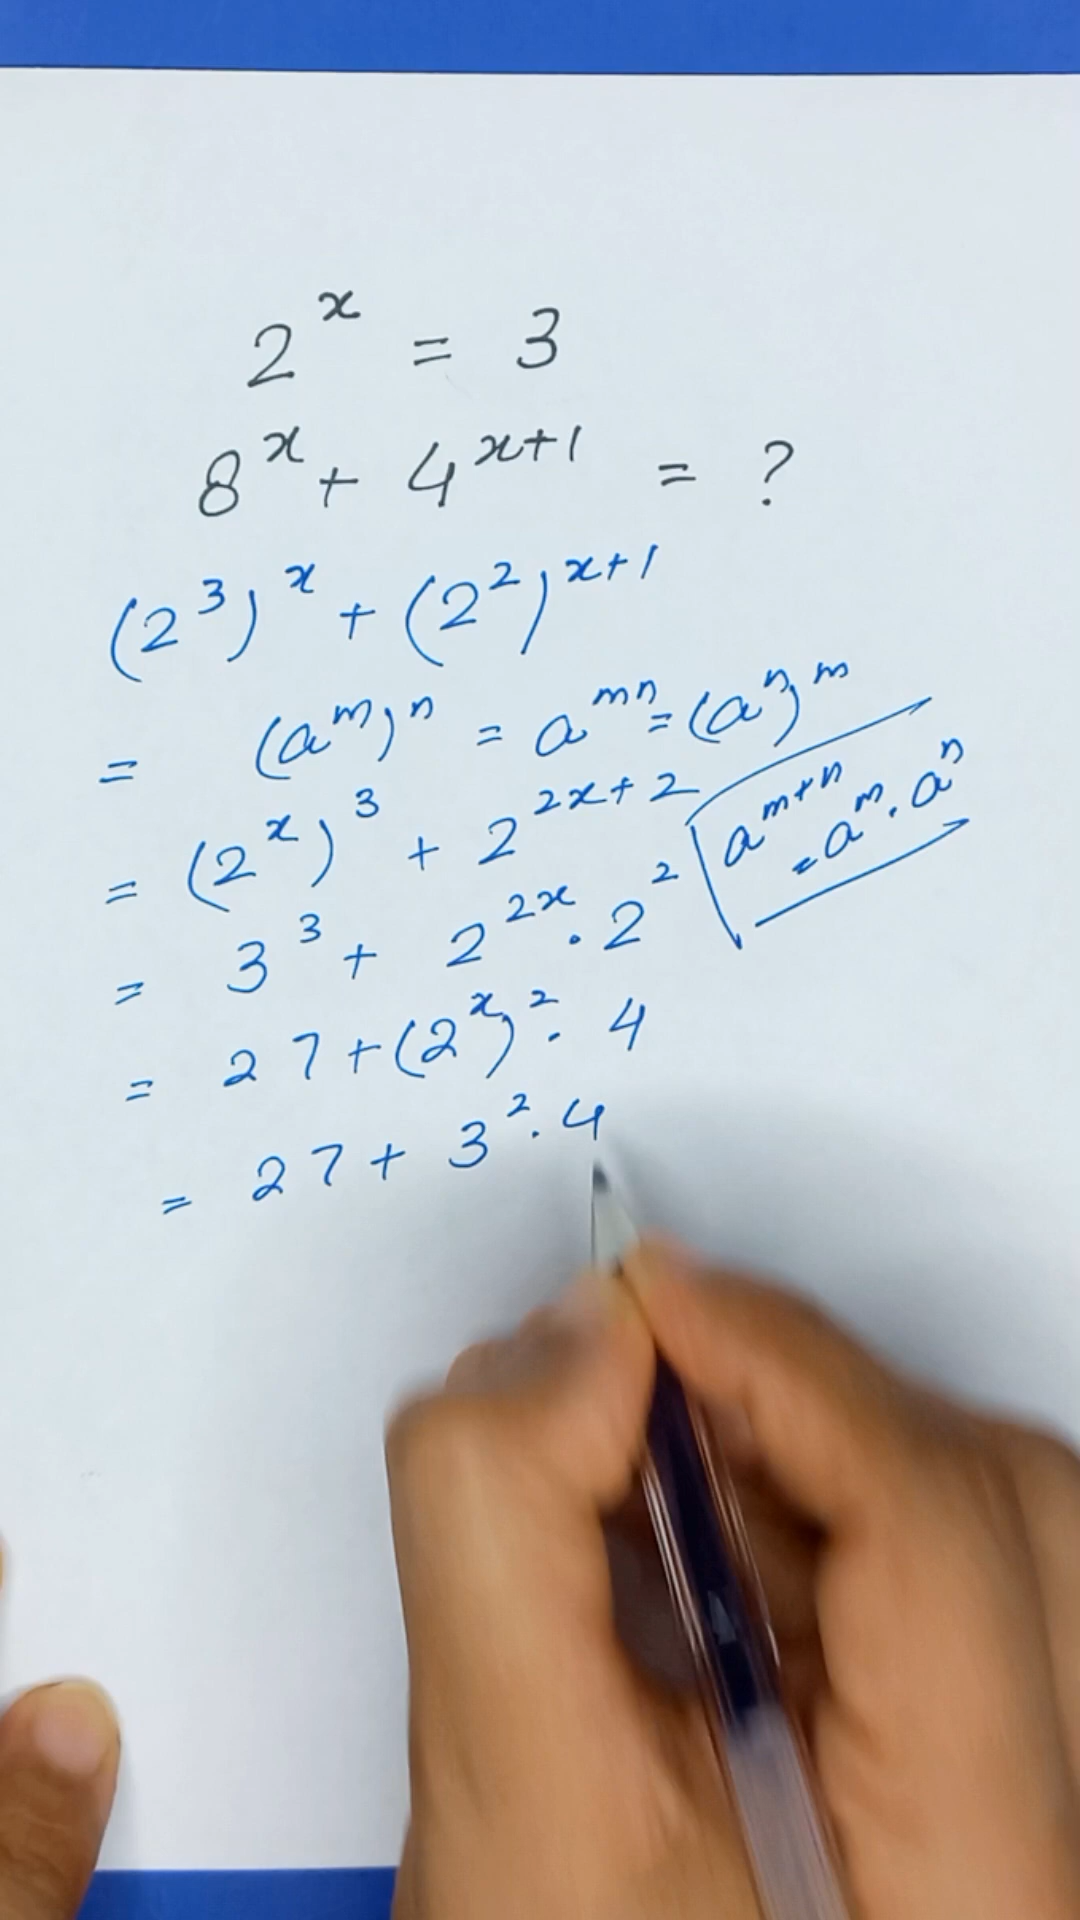 2^x = 3
8^x + 4^(x+1) = ?
(2^3)^x + (2^2)^(x+1)
= (a^m)^n = a^(mn) = (a^n)^m
= (2^x)^3 + 2^(2x+2)
a^(m+n)
= a^m . a^n
= 3^3 + 2^(2x) . 2^2
= 27 + (2^x)^2 . 4
= 27 + 3^2 . 4